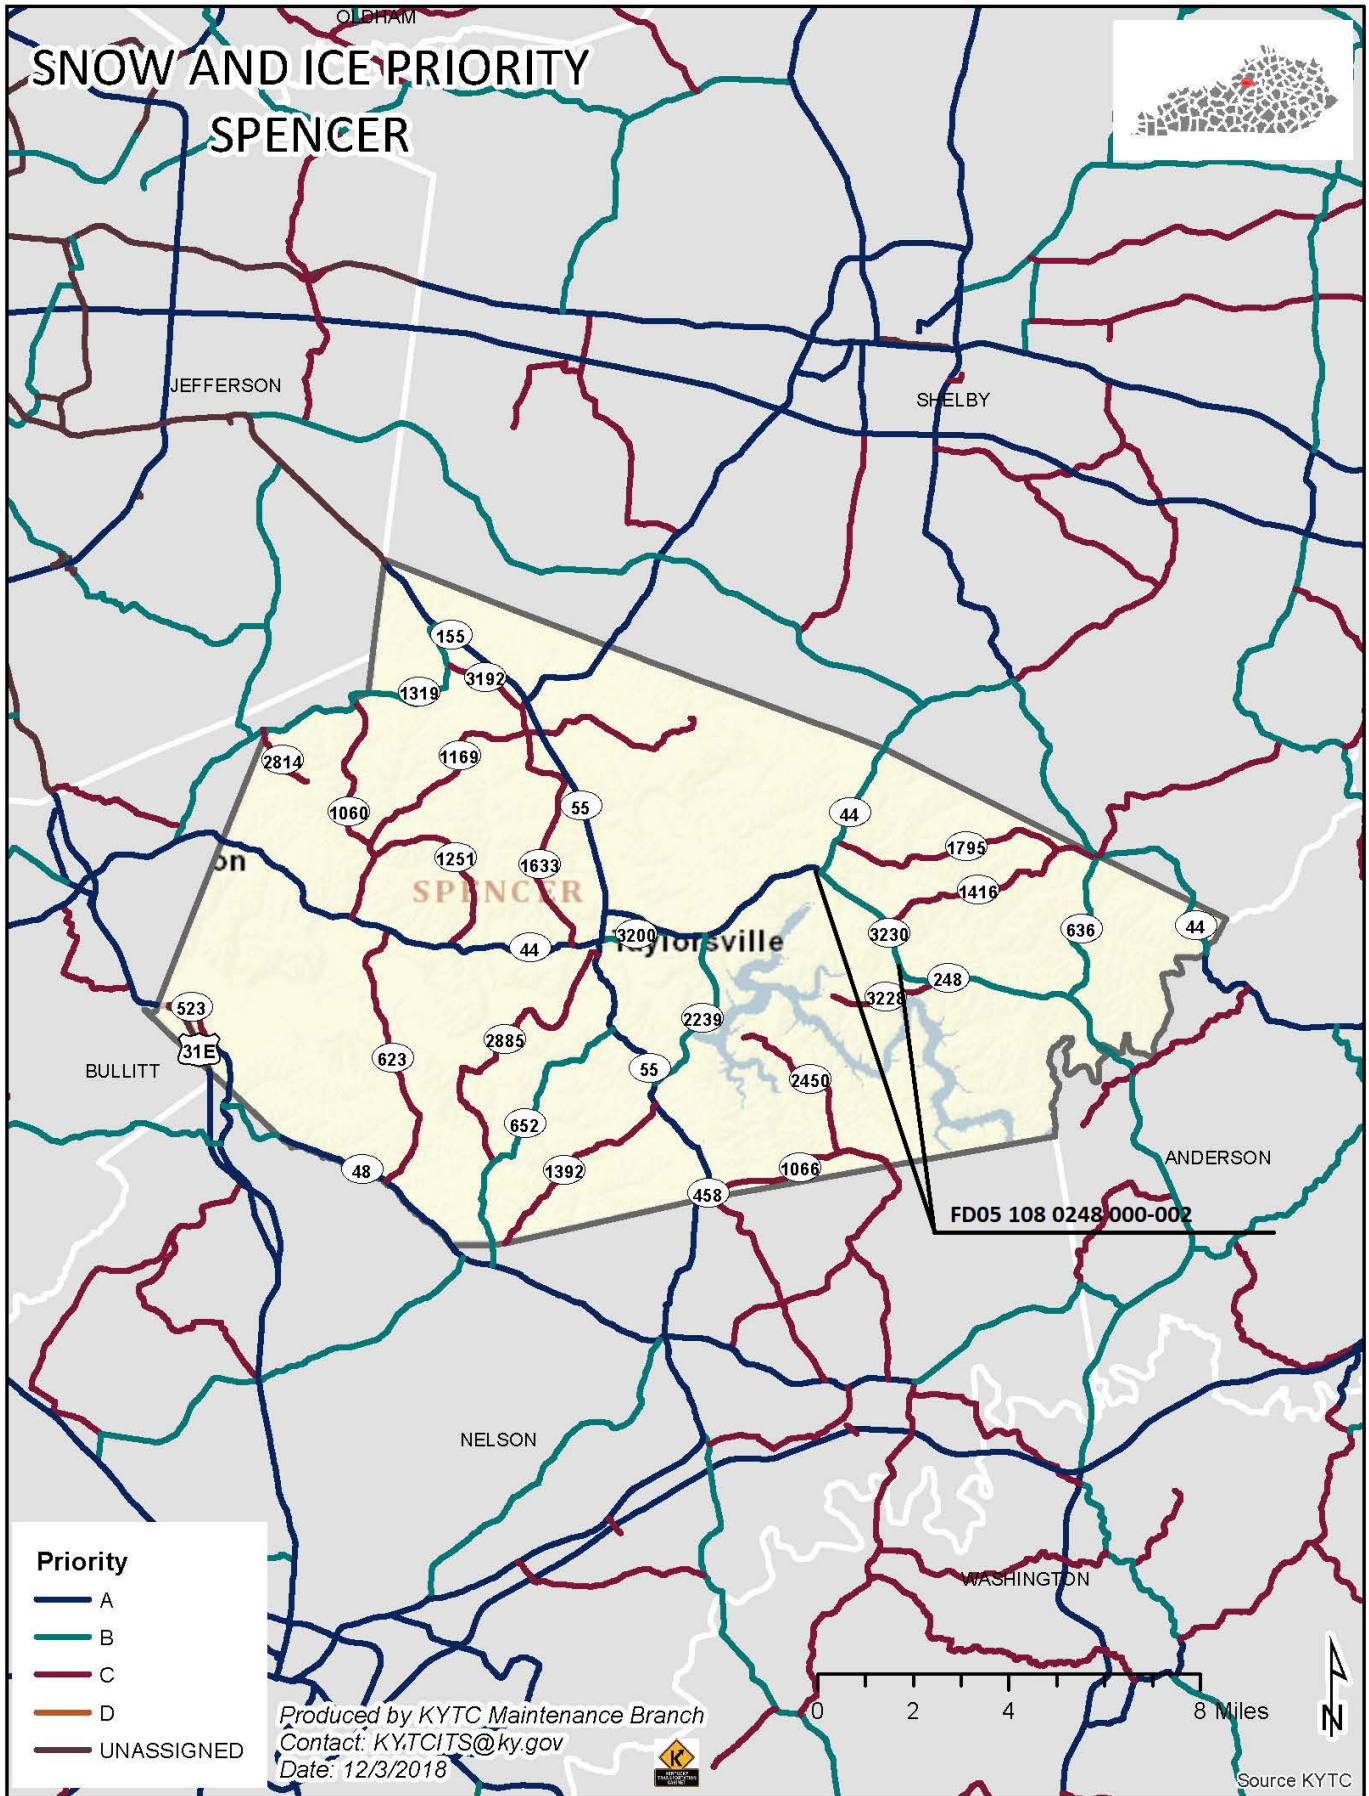 OLDHAM
SNOW AND ICE PRIORITY
SPENCER
JEFFERSON
SHELBY
155
3192
1319
2814
1169
1060
55
44
on
1251
1633
1795
SPENCER
1416
44
3200
Taylorsville
3230
636
44
248
3228
523
2239
31E
2885
623
BULLITT
55
2450
652
48
1392
1066
ANDERSON
458
FD05 108 0248 000-002
NELSON
WASHINGTON
Priority
A
B
C
D
UNASSIGNED
Produced by KYTC Maintenance Branch
Contact: KYTCITS@ky.gov
Date: 12/3/2018
K
KENTUCKY
TRANSPORTATION
CABINET
0 2 4 8 Miles
N
Source KYTC